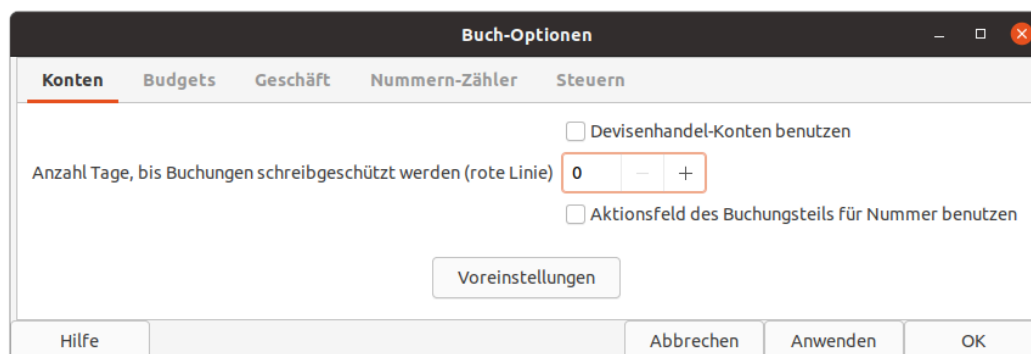 Buch-Optionen
Konten Budgets Geschäft Nummern-Zähler Steuern
Devisenhandel-Konten benutzen
Anzahl Tage, bis Buchungen schreibgeschützt werden (rote Linie) 0 − +
Aktionsfeld des Buchungsteils für Nummer benutzen
Voreinstellungen
Hilfe Abbrechen Anwenden OK